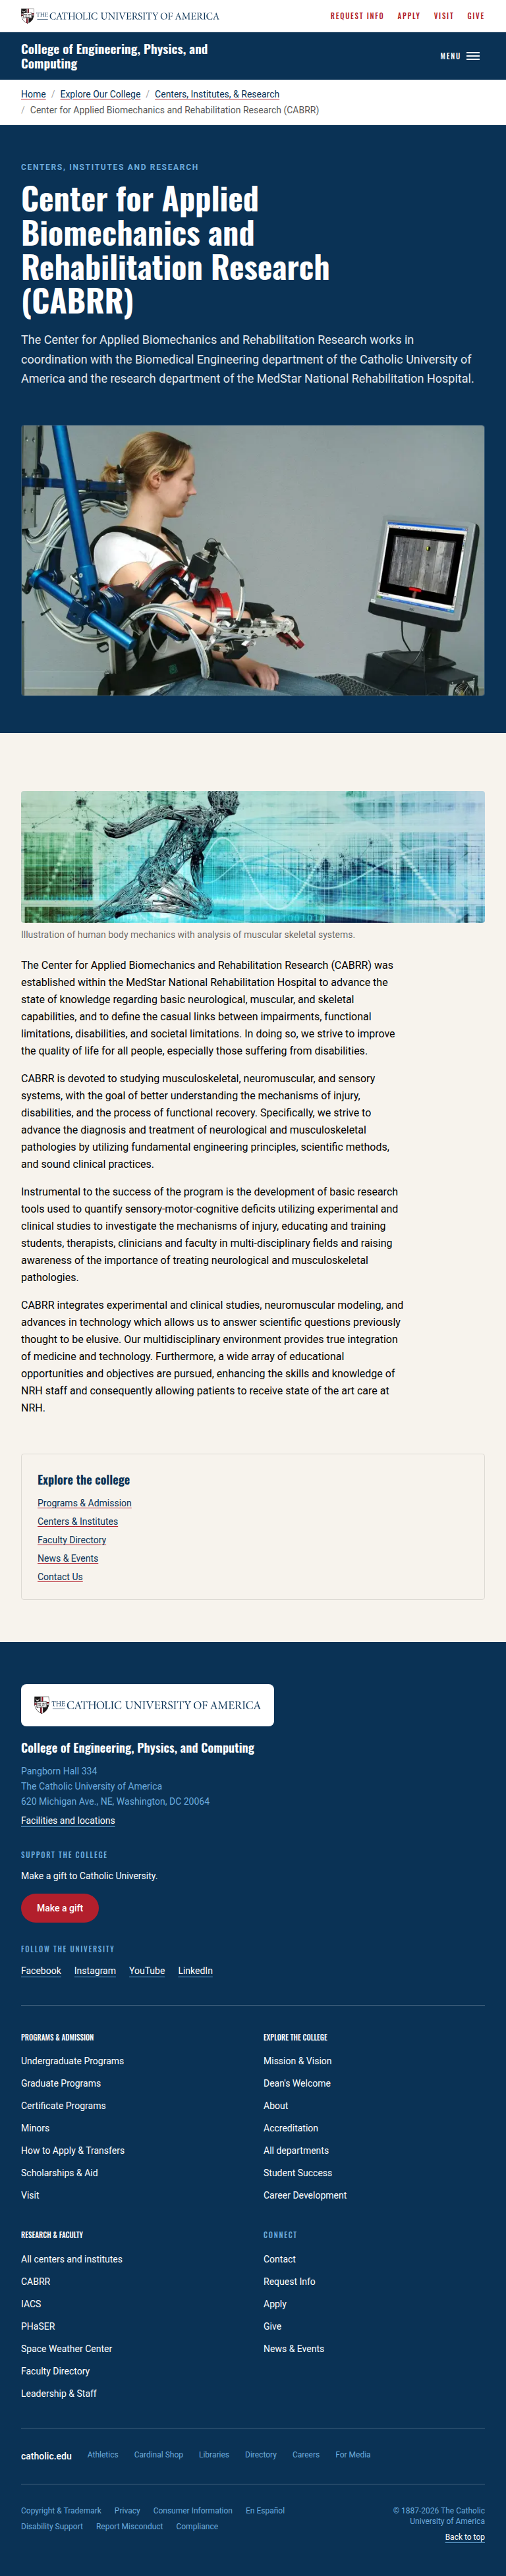 THE CATHOLIC UNIVERSITY OF AMERICA
REQUEST INFO APPLY VISIT GIVE
College of Engineering, Physics, and
Computing
MENU
Home / Explore Our College / Centers, Institutes, & Research
/ Center for Applied Biomechanics and Rehabilitation Research (CABRR)
CENTERS, INSTITUTES AND RESEARCH
Center for Applied
Biomechanics and
Rehabilitation Research
(CABRR)
The Center for Applied Biomechanics and Rehabilitation Research works in
coordination with the Biomedical Engineering department of the Catholic University of
America and the research department of the MedStar National Rehabilitation Hospital.
Illustration of human body mechanics with analysis of muscular skeletal systems.
The Center for Applied Biomechanics and Rehabilitation Research (CABRR) was
established within the MedStar National Rehabilitation Hospital to advance the
state of knowledge regarding basic neurological, muscular, and skeletal
capabilities, and to define the casual links between impairments, functional
limitations, disabilities, and societal limitations. In doing so, we strive to improve
the quality of life for all people, especially those suffering from disabilities.
CABRR is devoted to studying musculoskeletal, neuromuscular, and sensory
systems, with the goal of better understanding the mechanisms of injury,
disabilities, and the process of functional recovery. Specifically, we strive to
advance the diagnosis and treatment of neurological and musculoskeletal
pathologies by utilizing fundamental engineering principles, scientific methods,
and sound clinical practices.
Instrumental to the success of the program is the development of basic research
tools used to quantify sensory-motor-cognitive deficits utilizing experimental and
clinical studies to investigate the mechanisms of injury, educating and training
students, therapists, clinicians and faculty in multi-disciplinary fields and raising
awareness of the importance of treating neurological and musculoskeletal
pathologies.
CABRR integrates experimental and clinical studies, neuromuscular modeling, and
advances in technology which allows us to answer scientific questions previously
thought to be elusive. Our multidisciplinary environment provides true integration
of medicine and technology. Furthermore, a wide array of educational
opportunities and objectives are pursued, enhancing the skills and knowledge of
NRH staff and consequently allowing patients to receive state of the art care at
NRH.
Explore the college
Programs & Admission
Centers & Institutes
Faculty Directory
News & Events
Contact Us
THE CATHOLIC UNIVERSITY OF AMERICA
College of Engineering, Physics, and Computing
Pangborn Hall 334
The Catholic University of America
620 Michigan Ave., NE, Washington, DC 20064
Facilities and locations
SUPPORT THE COLLEGE
Make a gift to Catholic University.
Make a gift
FOLLOW THE UNIVERSITY
Facebook Instagram YouTube LinkedIn
PROGRAMS & ADMISSION
Undergraduate Programs
Graduate Programs
Certificate Programs
Minors
How to Apply & Transfers
Scholarships & Aid
Visit
EXPLORE THE COLLEGE
Mission & Vision
Dean's Welcome
About
Accreditation
All departments
Student Success
Career Development
RESEARCH & FACULTY
All centers and institutes
CABRR
IACS
PHaSER
Space Weather Center
Faculty Directory
Leadership & Staff
CONNECT
Contact
Request Info
Apply
Give
News & Events
catholic.edu Athletics Cardinal Shop Libraries Directory Careers For Media
Copyright & Trademark Privacy Consumer Information En Español
Disability Support Report Misconduct Compliance
© 1887-2026 The Catholic
University of America
Back to top